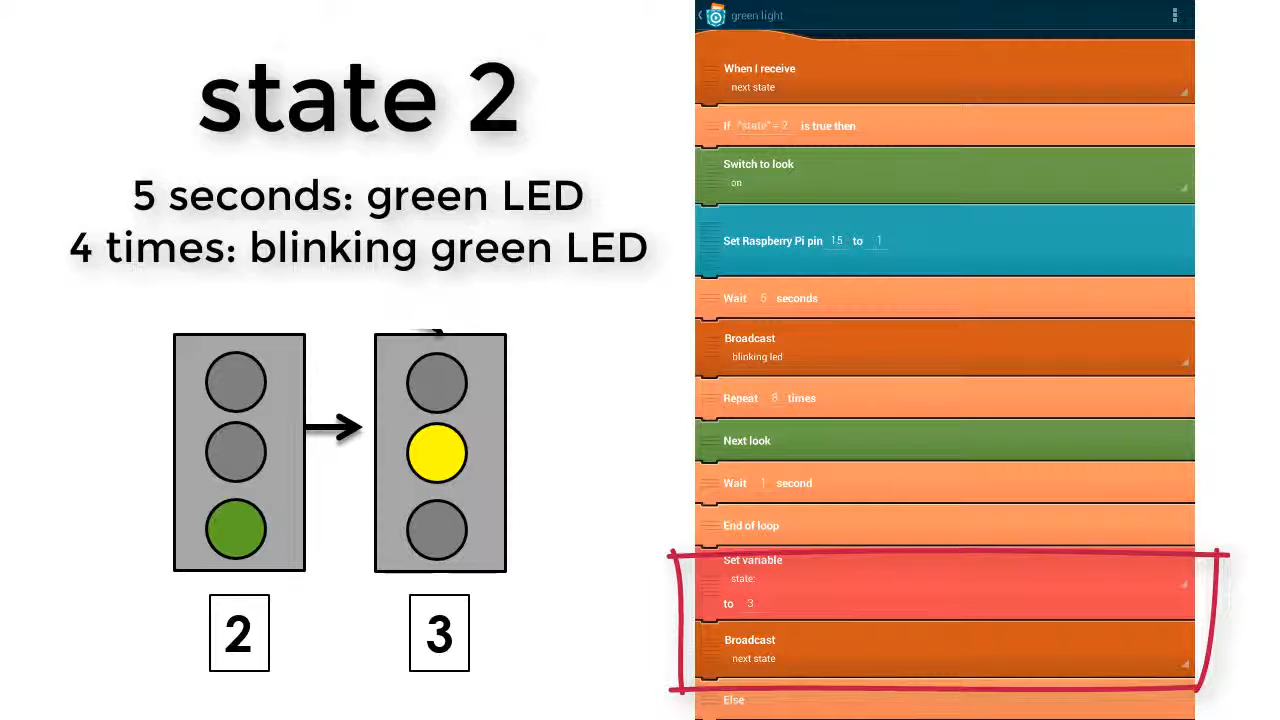 state 2
5 seconds: green LED
4 times: blinking green LED
2
3
green light
When I receive
next state
If "state" = 2 is true then
Switch to look
on
Set Raspberry Pi pin 15 to 1
Wait 5 seconds
Broadcast
blinking led
Repeat 8 times
Next look
Wait 1 second
End of loop
Set variable
state:
to 3
Broadcast
next state
Else